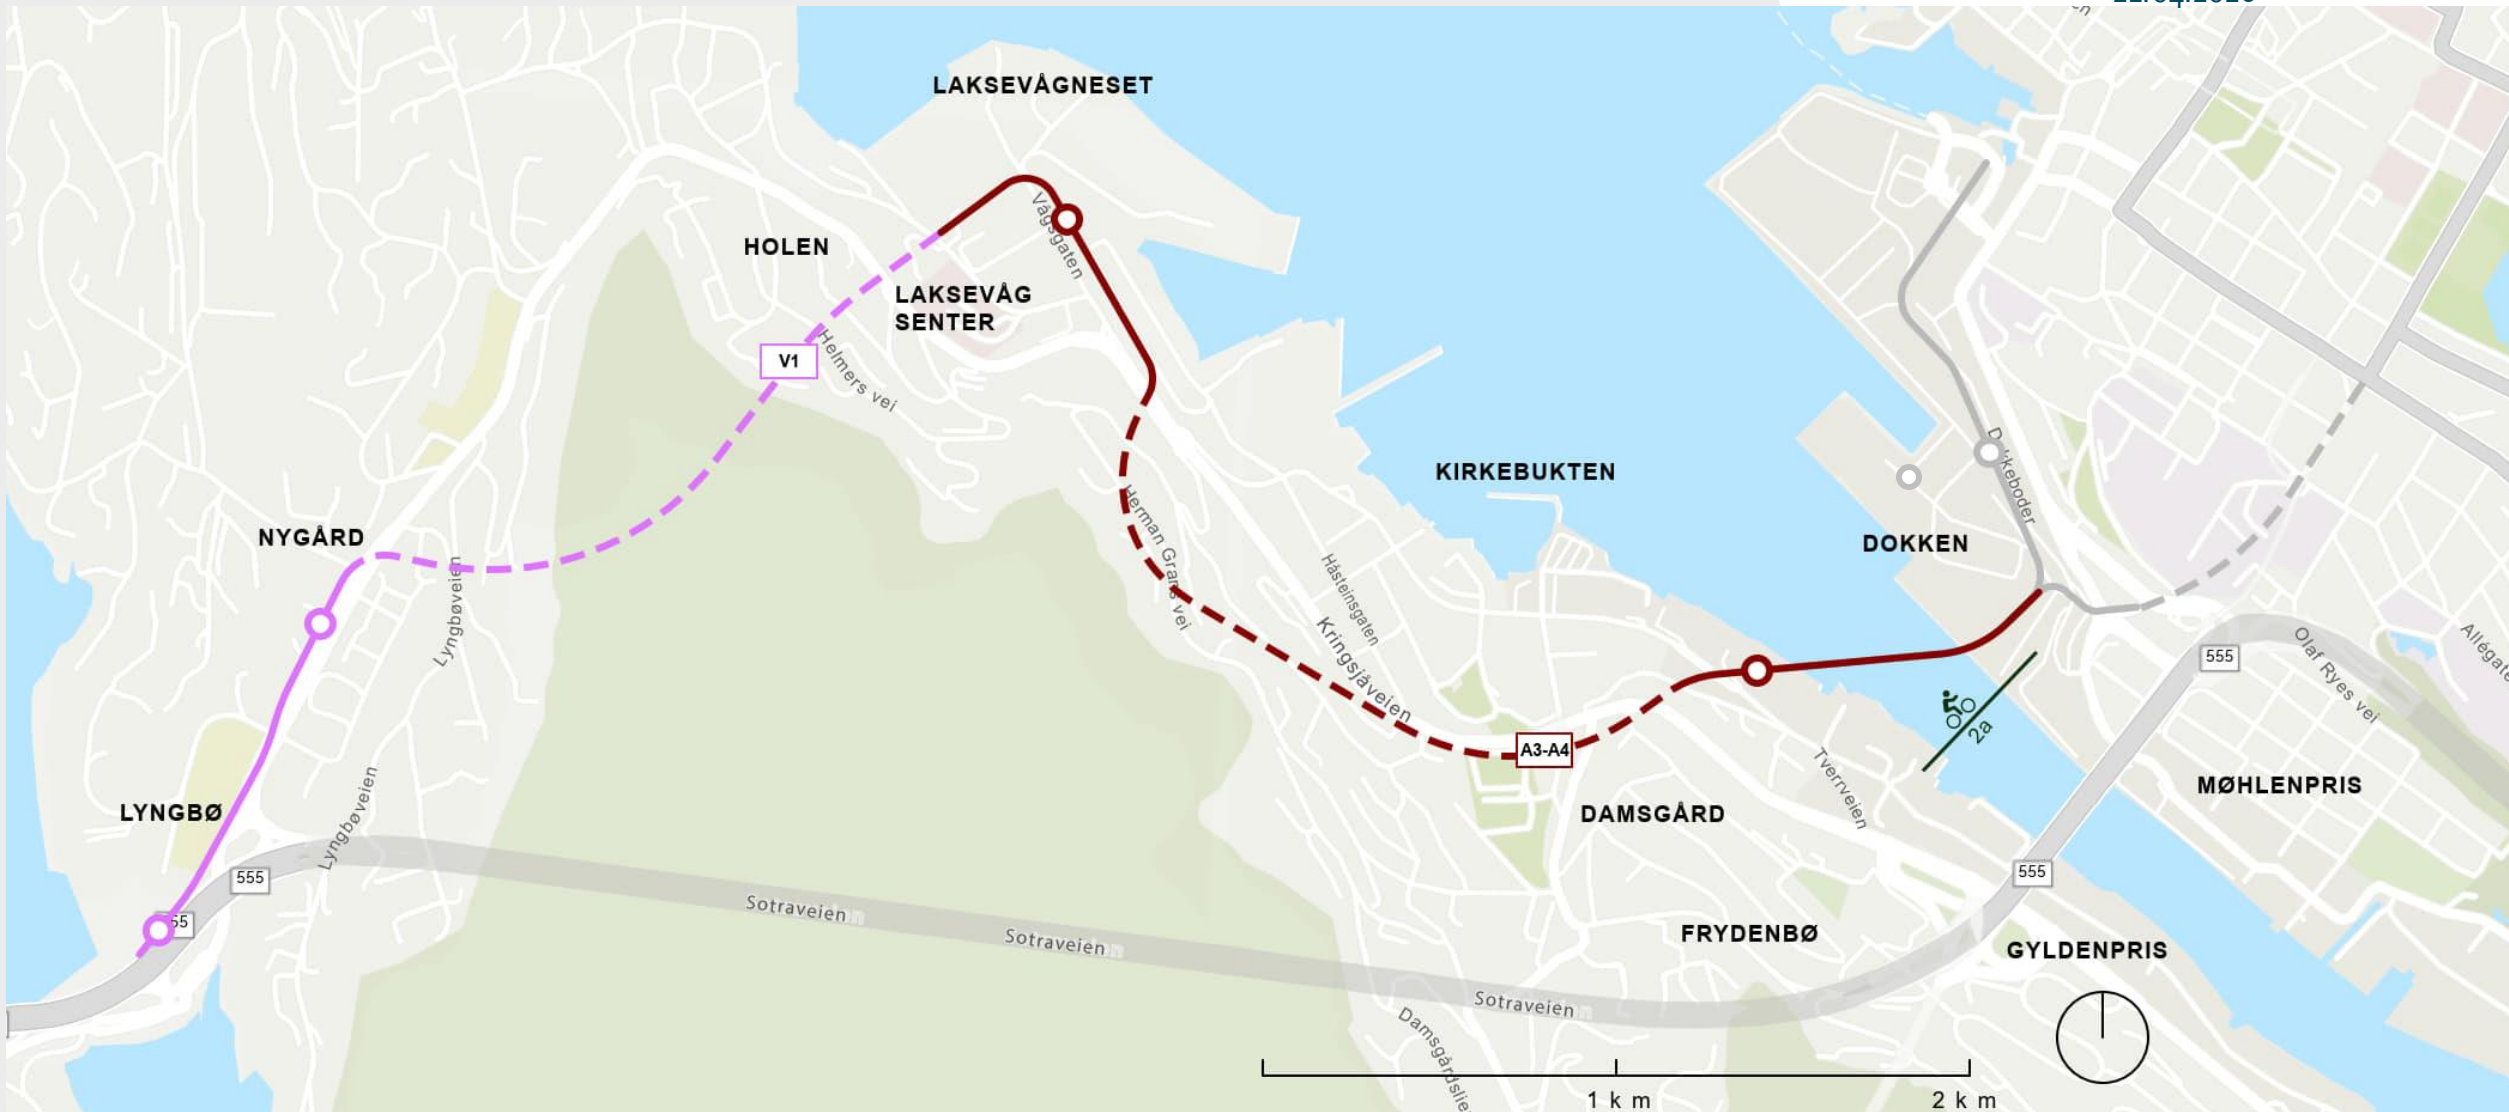 LAKSEVÅGNESET
Vågsgaten
HOLEN
LAKSEVÅG
SENTER
V1
Helmers vei
KIRKEBUKTEN
Dokkeboder
DOKKEN
NYGÅRD
Lyngbøveien
Herman Grans vei
Håsteinsgaten
Kringsjåveien
555
Olaf Ryes vei
2a
A3-A4
Tverrveien
MØHLENPRIS
DAMSGÅRD
LYNGBØ
Lyngbøveien
555
555
Sotraveien
Sotraveien
Sotraveien
FRYDENBØ
GYLDENPRIS
1 km
2 km